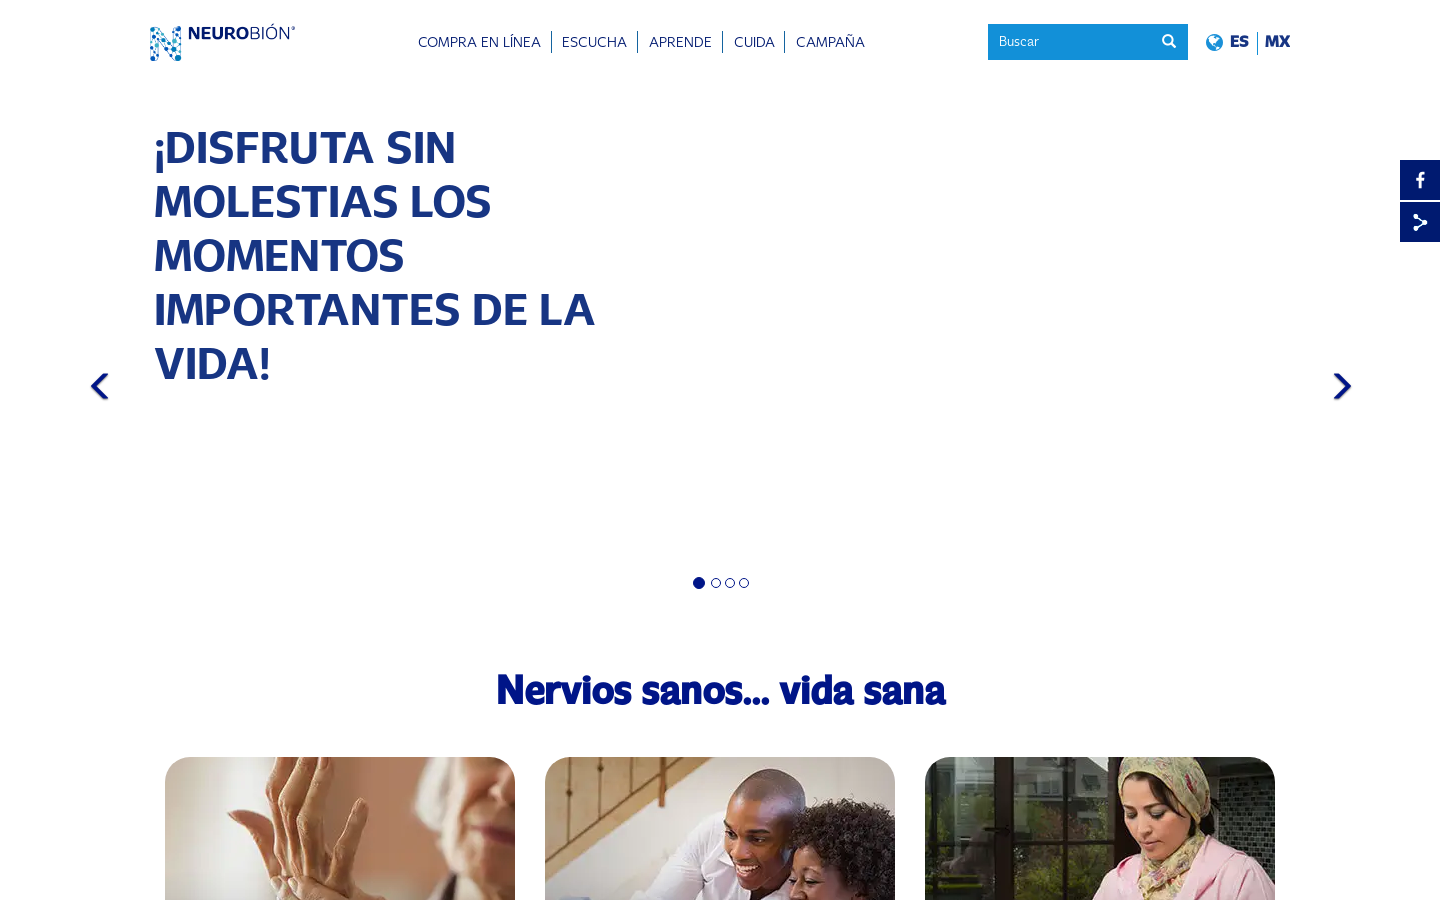 NEUROBIÓN®
COMPRA EN LÍNEA
ESCUCHA
APRENDE
CUIDA
CAMPAÑA
Buscar
ES
MX
¡DISFRUTA SIN
MOLESTIAS LOS
MOMENTOS
IMPORTANTES DE LA
VIDA!
Nervios sanos... vida sana